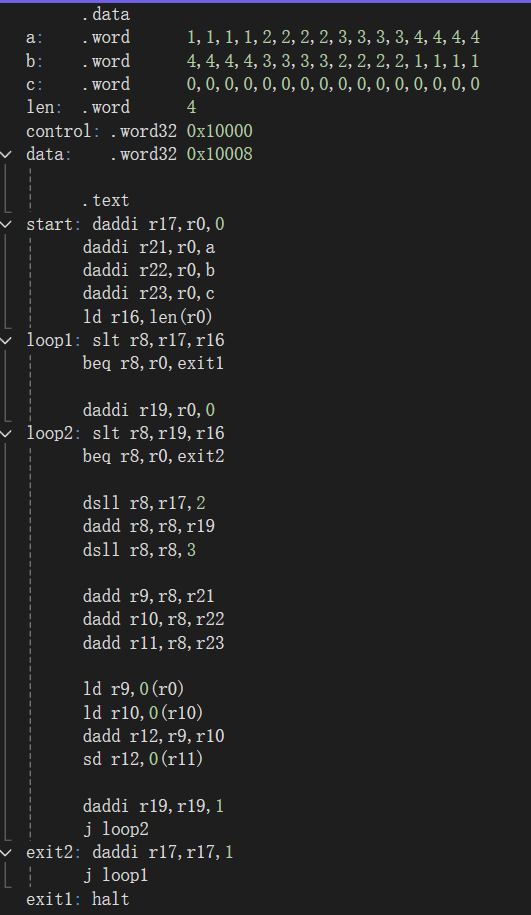 .data
a: .word 1,1,1,1,2,2,2,2,3,3,3,3,4,4,4,4
b: .word 4,4,4,4,3,3,3,3,2,2,2,2,1,1,1,1
c: .word 0,0,0,0,0,0,0,0,0,0,0,0,0,0,0,0
len: .word 4
control: .word32 0x10000
data: .word32 0x10008
.text
start: daddi r17,r0,0
daddi r21,r0,a
daddi r22,r0,b
daddi r23,r0,c
ld r16,len(r0)
loop1: slt r8,r17,r16
beq r8,r0,exit1
daddi r19,r0,0
loop2: slt r8,r19,r16
beq r8,r0,exit2
dsll r8,r17,2
dadd r8,r8,r19
dsll r8,r8,3
dadd r9,r8,r21
dadd r10,r8,r22
dadd r11,r8,r23
ld r9,0(r0)
ld r10,0(r10)
dadd r12,r9,r10
sd r12,0(r11)
daddi r19,r19,1
j loop2
exit2: daddi r17,r17,1
j loop1
exit1: halt